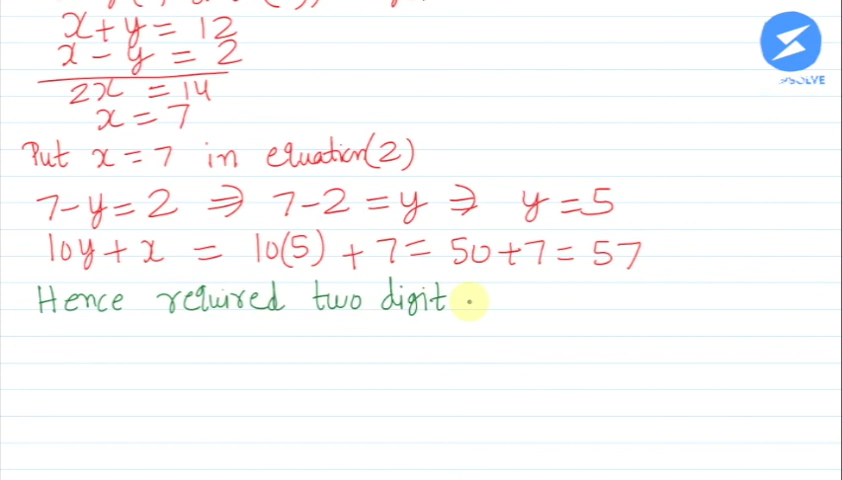 x + y = 12
x - y = 2
2x = 14
x = 7
Put x = 7 in equation(2)
7 - y = 2 ⇒ 7 - 2 = y ⇒ y = 5
10y + x = 10(5) + 7 = 50 + 7 = 57
Hence required two digit